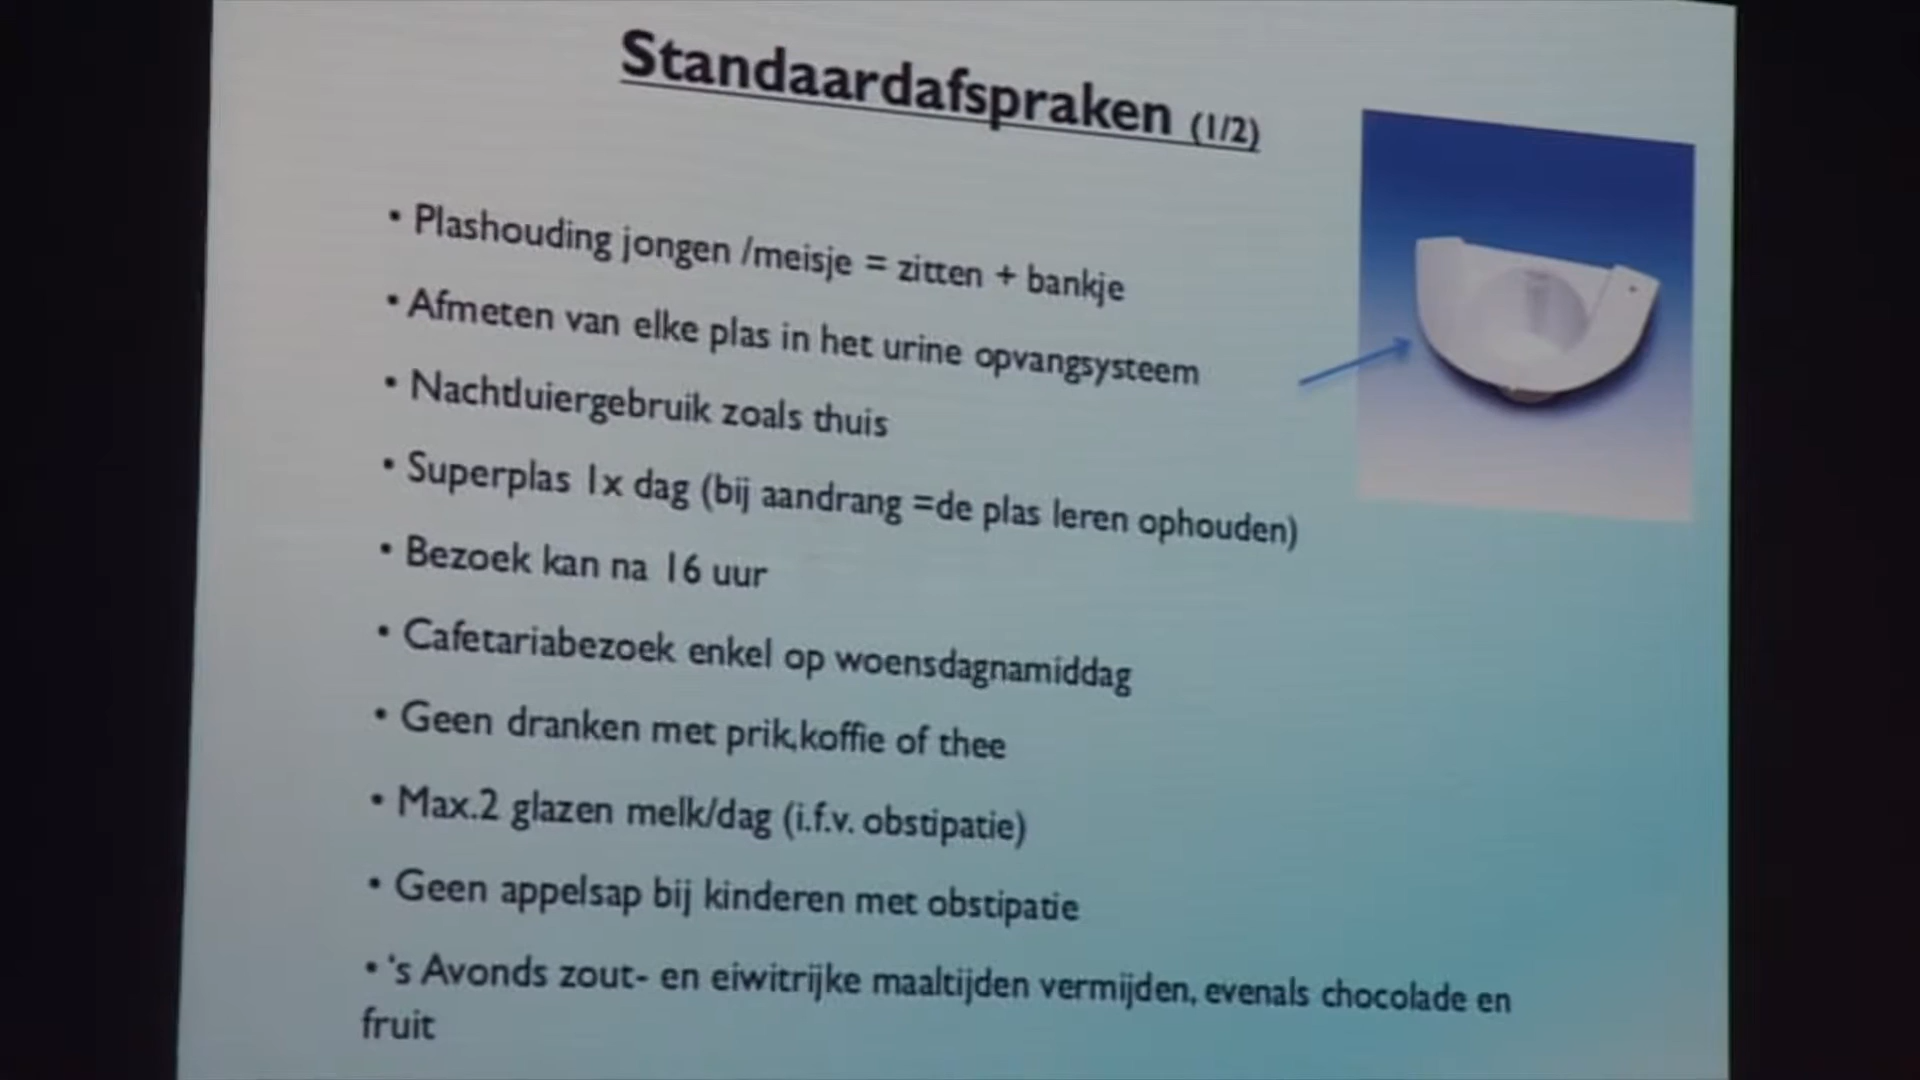 Standaardafspraken (1/2)
• Plashouding jongen /meisje = zitten + bankje
• Afmeten van elke plas in het urine opvangsysteem
• Nachtluiergebruik zoals thuis
• Superplas 1x dag (bij aandrang =de plas leren ophouden)
• Bezoek kan na 16 uur
• Cafetariabezoek enkel op woensdagnamiddag
• Geen dranken met prik,koffie of thee
• Max.2 glazen melk/dag (i.f.v. obstipatie)
• Geen appelsap bij kinderen met obstipatie
• 's Avonds zout- en eiwitrijke maaltijden vermijden, evenals chocolade en
fruit